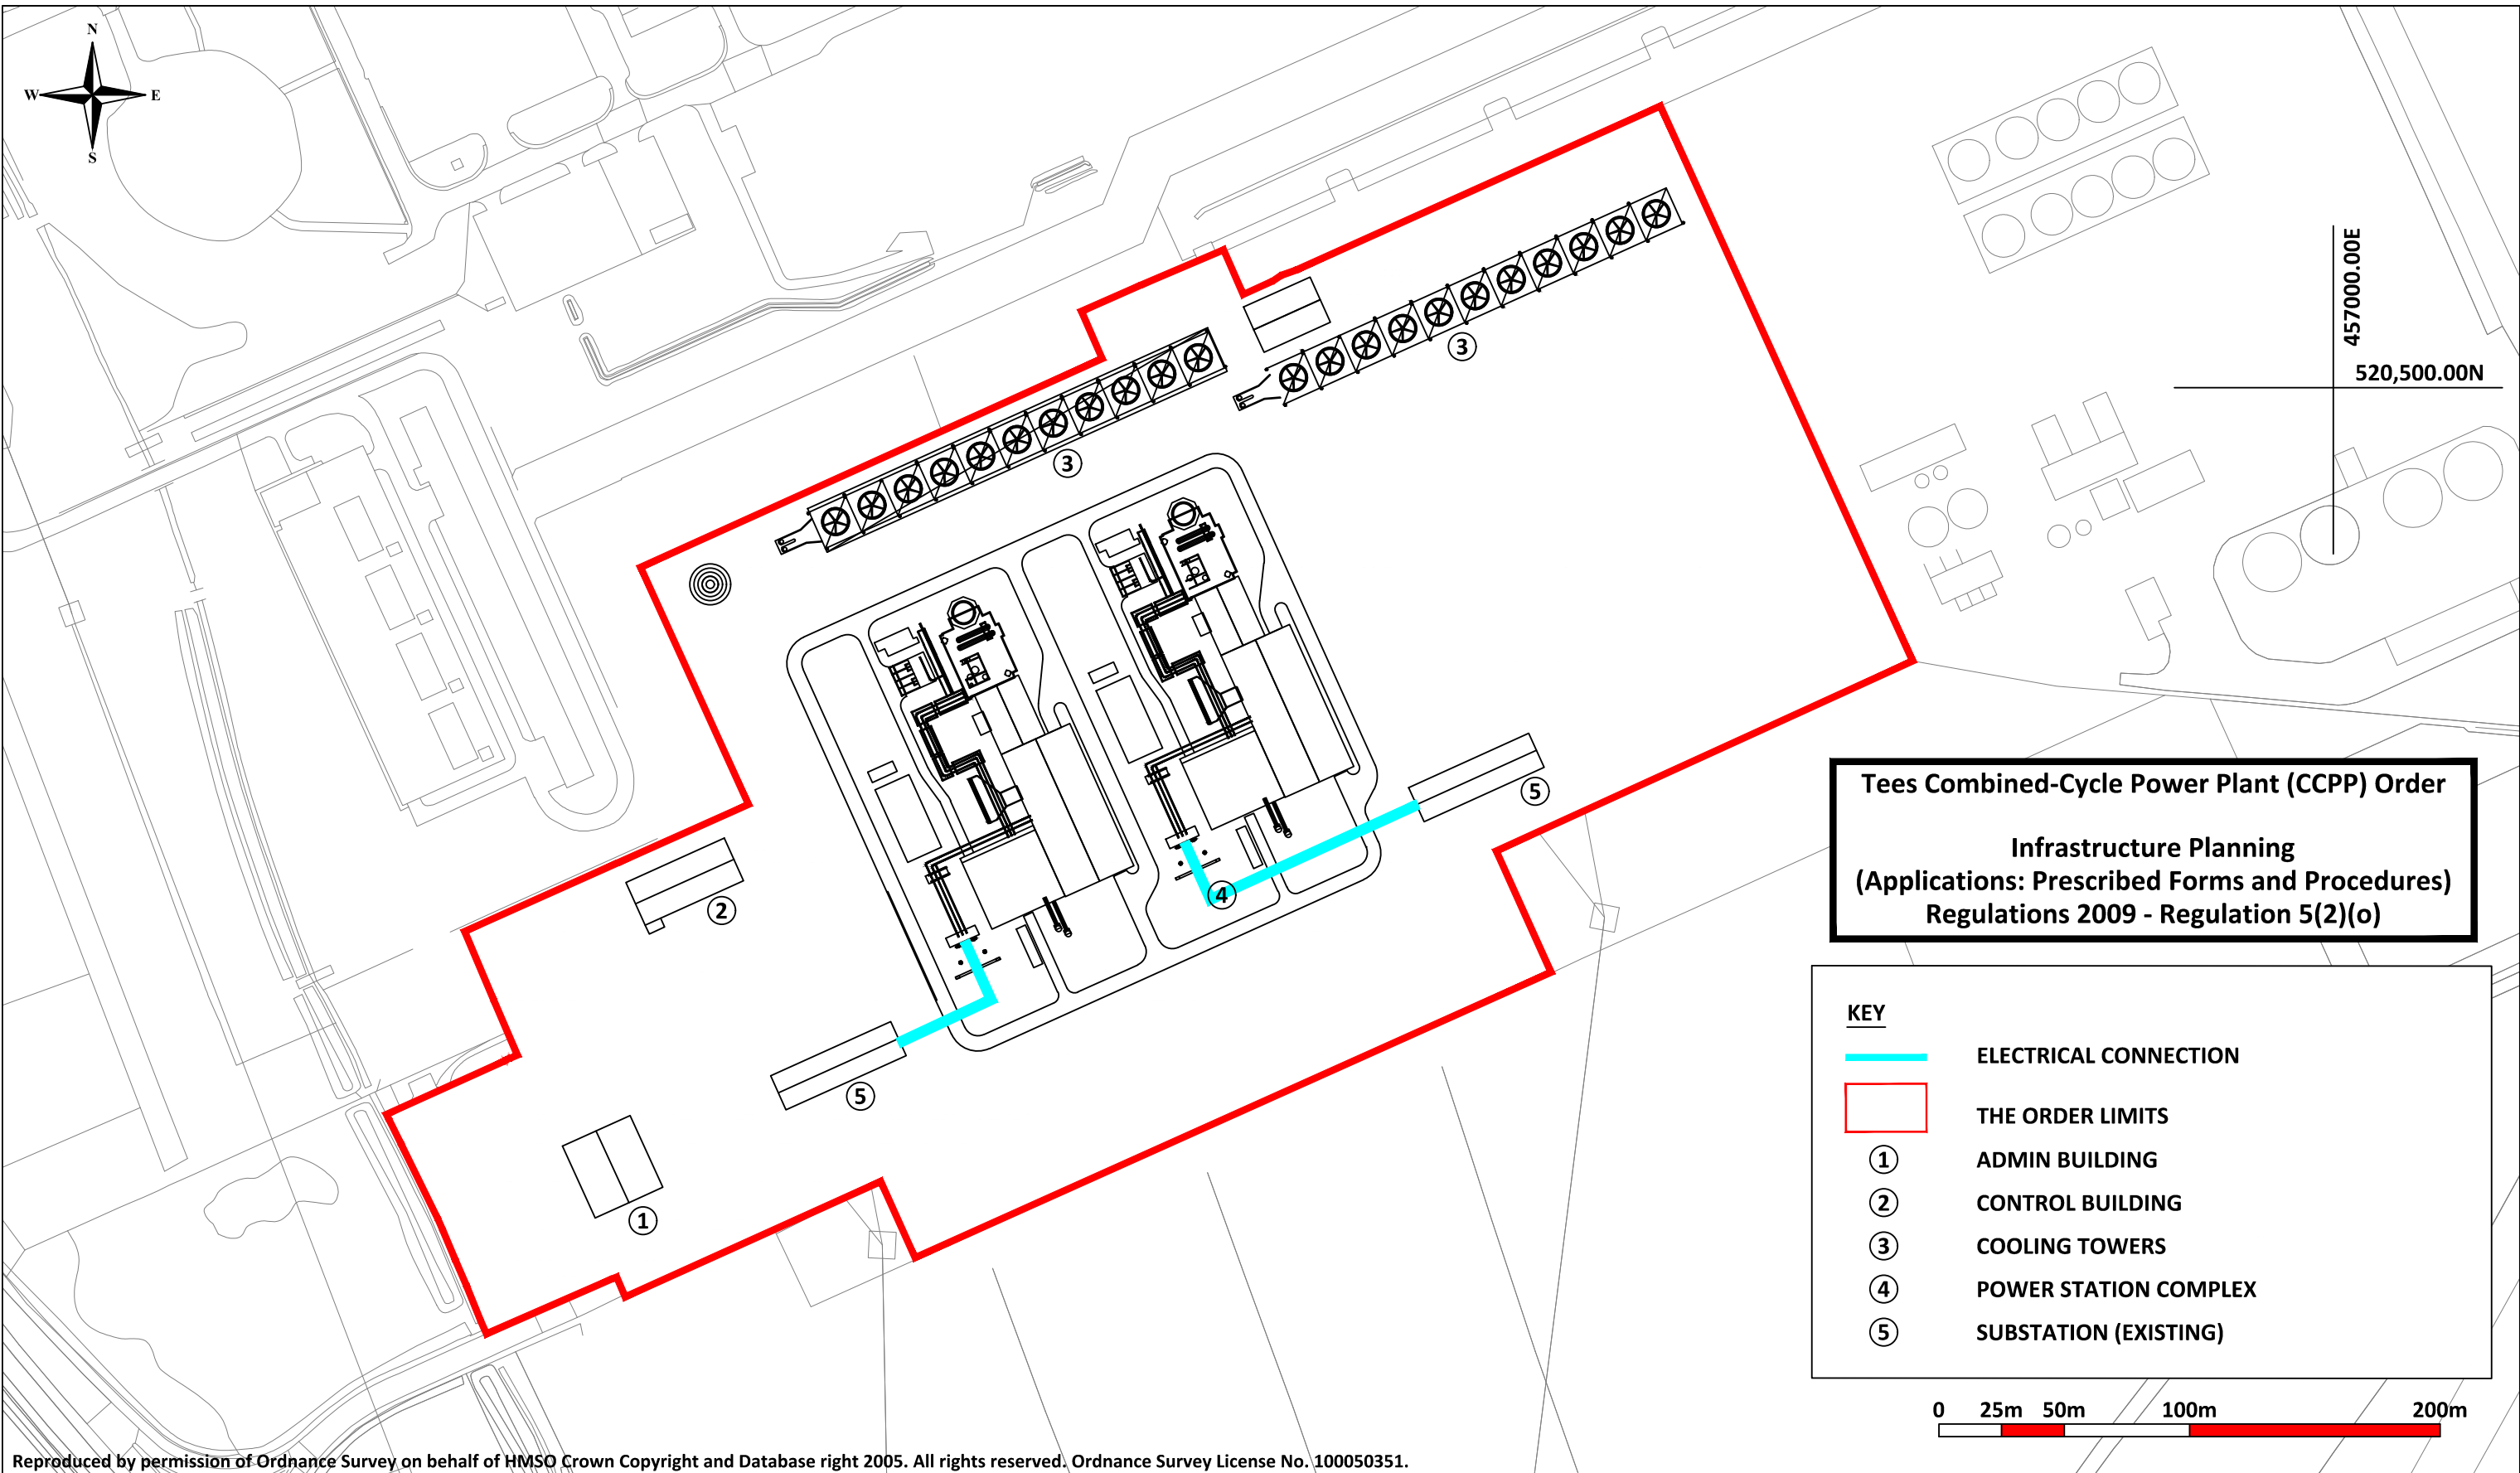 N
W E
S
457000.00E
520,500.00N
3
3
5
2
4
5
1
Tees Combined-Cycle Power Plant (CCPP) Order
Infrastructure Planning
(Applications: Prescribed Forms and Procedures)
Regulations 2009 - Regulation 5(2)(o)
KEY
ELECTRICAL CONNECTION
THE ORDER LIMITS
1 ADMIN BUILDING
2 CONTROL BUILDING
3 COOLING TOWERS
4 POWER STATION COMPLEX
5 SUBSTATION (EXISTING)
0 25m 50m 100m 200m
Reproduced by permission of Ordnance Survey on behalf of HMSO Crown Copyright and Database right 2005. All rights reserved. Ordnance Survey License No. 100050351.